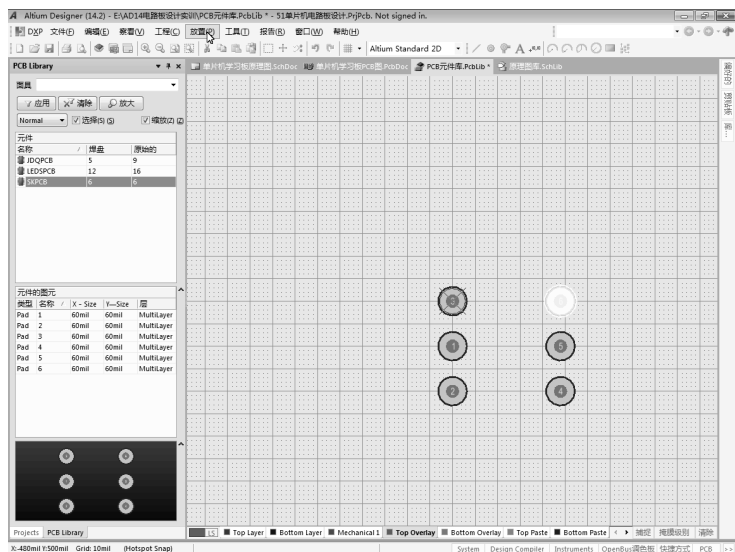 Altium Designer (14.2) - E:\AD14电路板设计实训\PCB元件库.PcbLib * - 51单片机电路板设计.PrjPcb. Not signed in.
DXP 文件(F) 编辑(E) 察看(V) 工程(C) 放置(P) 工具(T) 报告(R) 窗口(W) 帮助(H)
Altium Standard 2D
PCB Library
单片机学习板原理图.SchDoc 单片机学习板PCB图.PcbDoc PCB元件库.PcbLib * 原理图库.SchLib
面具
应用 清除 放大
Normal 选择(S) (S) 缩放(Z) (Z)
元件
名称 / 焊盘 原始的
JDQPCB 5 9
LEDSPCB 12 16
SXPCB 6 6
元件的图元
类型 名称 / X - Size Y—Size 层
Pad 1 60mil 60mil MultiLayer
Pad 2 60mil 60mil MultiLayer
Pad 3 60mil 60mil MultiLayer
Pad 4 60mil 60mil MultiLayer
Pad 5 60mil 60mil MultiLayer
Pad 6 60mil 60mil MultiLayer
3
1 5
2 4
Projects PCB Library
LS Top Layer Bottom Layer Mechanical 1 Top Overlay Bottom Overlay Top Paste Bottom Paste 捕捉 掩膜级别 清除
X:-480mil Y:500mil Grid: 10mil (Hotspot Snap)
System Design Compiler Instruments OpenBus调色板 快捷方式 PCB >>